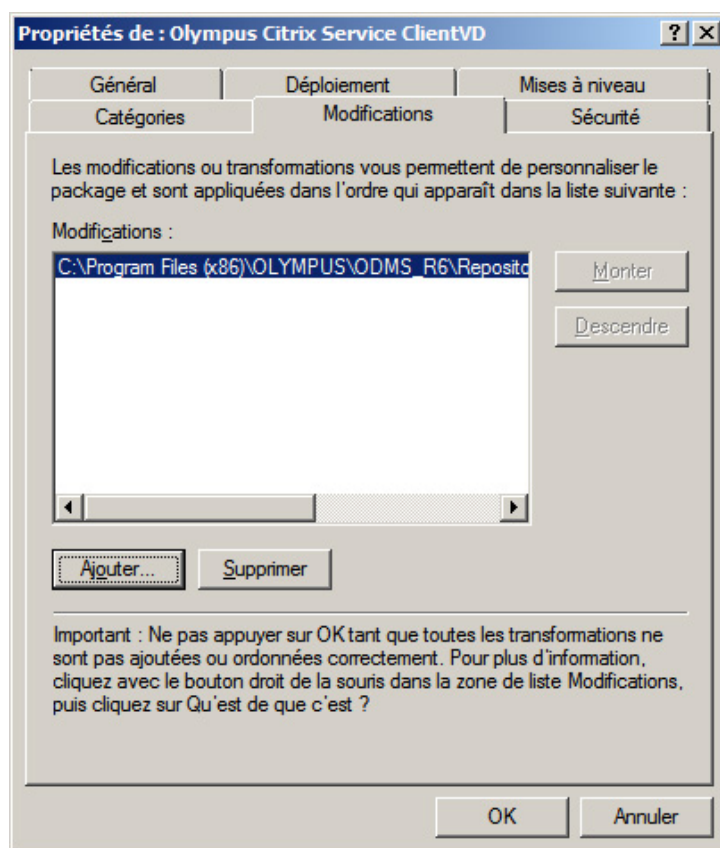 Propriétés de : Olympus Citrix Service ClientVD
Général Déploiement Mises à niveau
Catégories Modifications Sécurité
Les modifications ou transformations vous permettent de personnaliser le
package et sont appliquées dans l'ordre qui apparaît dans la liste suivante :
Modifications :
C:\Program Files (x86)\OLYMPUS\ODMS_R6\Reposito
Monter
Descendre
Ajouter... Supprimer
Important : Ne pas appuyer sur OK tant que toutes les transformations ne
sont pas ajoutées ou ordonnées correctement. Pour plus d'information,
cliquez avec le bouton droit de la souris dans la zone de liste Modifications,
puis cliquez sur Qu'est de que c'est ?
OK Annuler